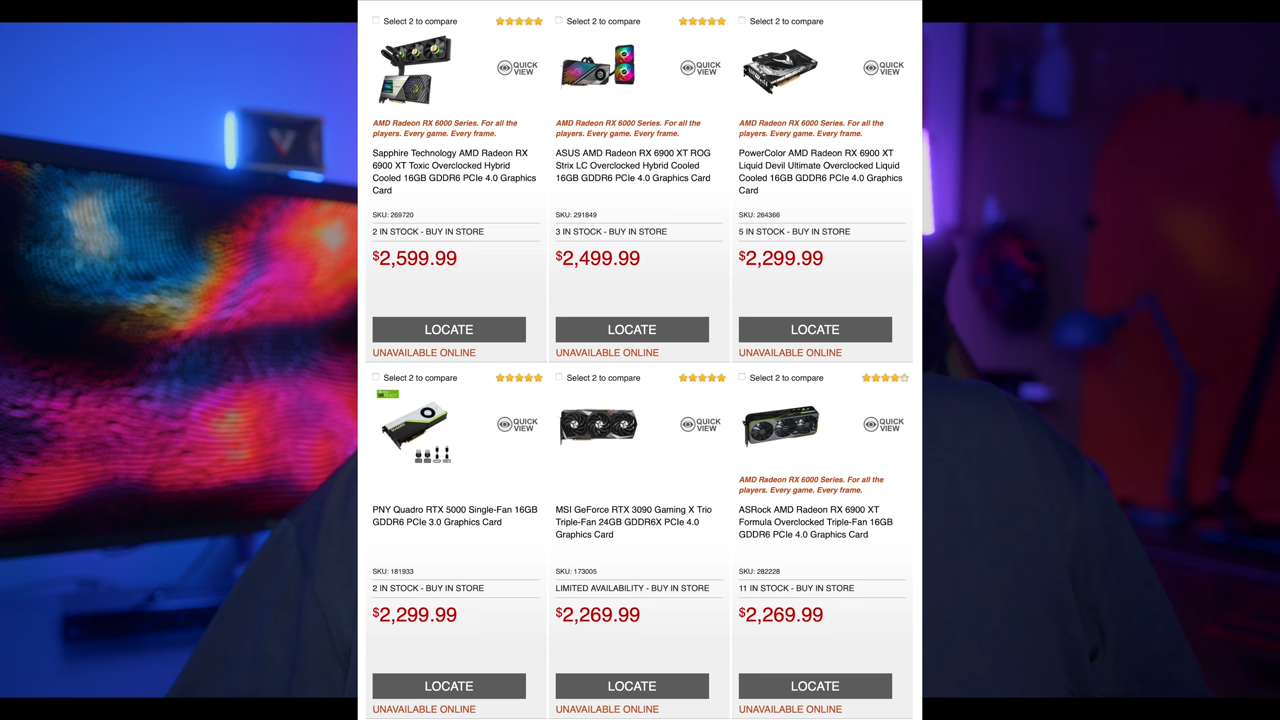 Select 2 to compare
QUICK
VIEW
AMD Radeon RX 6000 Series. For all the
players. Every game. Every frame.
Sapphire Technology AMD Radeon RX
6900 XT Toxic Overclocked Hybrid
Cooled 16GB GDDR6 PCIe 4.0 Graphics
Card
SKU: 269720
2 IN STOCK - BUY IN STORE
$2,599.99
LOCATE
UNAVAILABLE ONLINE
Select 2 to compare
QUICK
VIEW
AMD Radeon RX 6000 Series. For all the
players. Every game. Every frame.
ASUS AMD Radeon RX 6900 XT ROG
Strix LC Overclocked Hybrid Cooled
16GB GDDR6 PCIe 4.0 Graphics Card
SKU: 291849
3 IN STOCK - BUY IN STORE
$2,499.99
LOCATE
UNAVAILABLE ONLINE
Select 2 to compare
QUICK
VIEW
AMD Radeon RX 6000 Series. For all the
players. Every game. Every frame.
PowerColor AMD Radeon RX 6900 XT
Liquid Devil Ultimate Overclocked Liquid
Cooled 16GB GDDR6 PCIe 4.0 Graphics
Card
SKU: 264366
5 IN STOCK - BUY IN STORE
$2,299.99
LOCATE
UNAVAILABLE ONLINE
Select 2 to compare
QUICK
VIEW
PNY Quadro RTX 5000 Single-Fan 16GB
GDDR6 PCIe 3.0 Graphics Card
SKU: 181933
2 IN STOCK - BUY IN STORE
$2,299.99
LOCATE
UNAVAILABLE ONLINE
Select 2 to compare
QUICK
VIEW
MSI GeForce RTX 3090 Gaming X Trio
Triple-Fan 24GB GDDR6X PCIe 4.0
Graphics Card
SKU: 173005
LIMITED AVAILABILITY - BUY IN STORE
$2,269.99
LOCATE
UNAVAILABLE ONLINE
Select 2 to compare
QUICK
VIEW
AMD Radeon RX 6000 Series. For all the
players. Every game. Every frame.
ASRock AMD Radeon RX 6900 XT
Formula Overclocked Triple-Fan 16GB
GDDR6 PCIe 4.0 Graphics Card
SKU: 282228
11 IN STOCK - BUY IN STORE
$2,269.99
LOCATE
UNAVAILABLE ONLINE